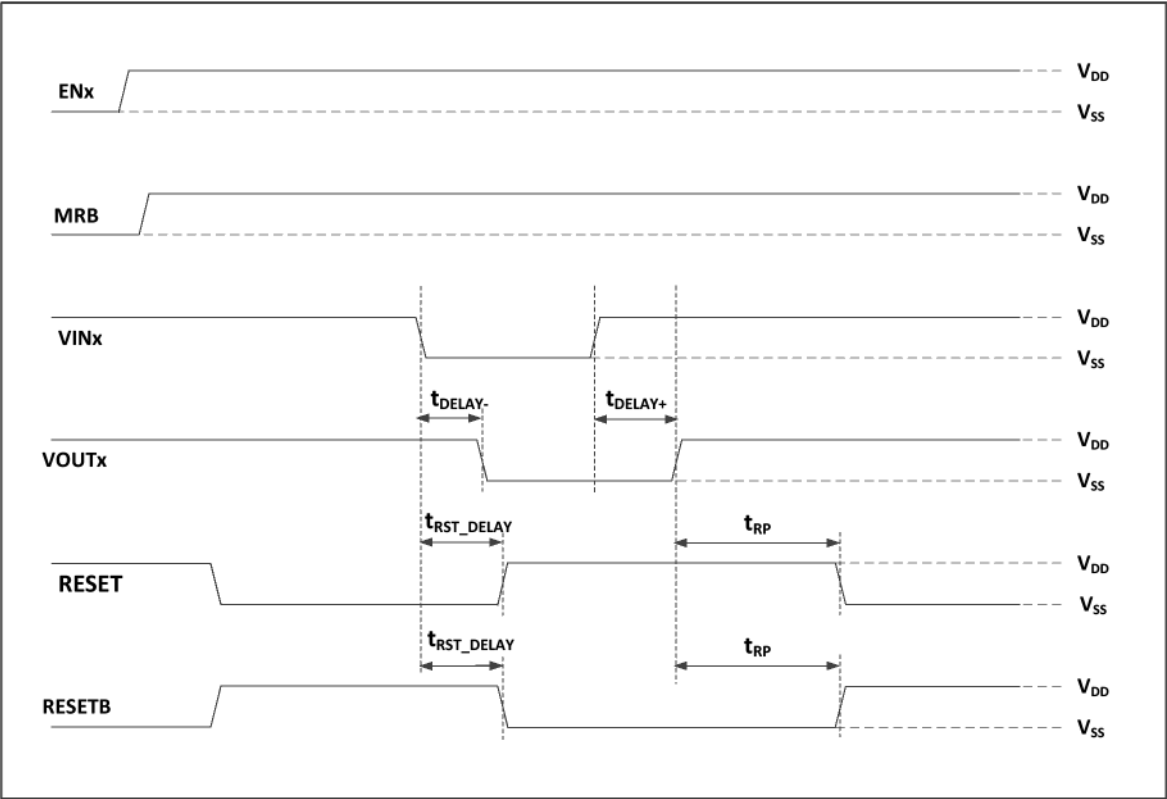 ENx
V_DD
V_SS
MRB
V_DD
V_SS
VINx
V_DD
V_SS
t_DELAY-
t_DELAY+
VOUTx
V_DD
V_SS
t_RST_DELAY
t_RP
RESET
V_DD
V_SS
t_RST_DELAY
t_RP
RESETB
V_DD
V_SS